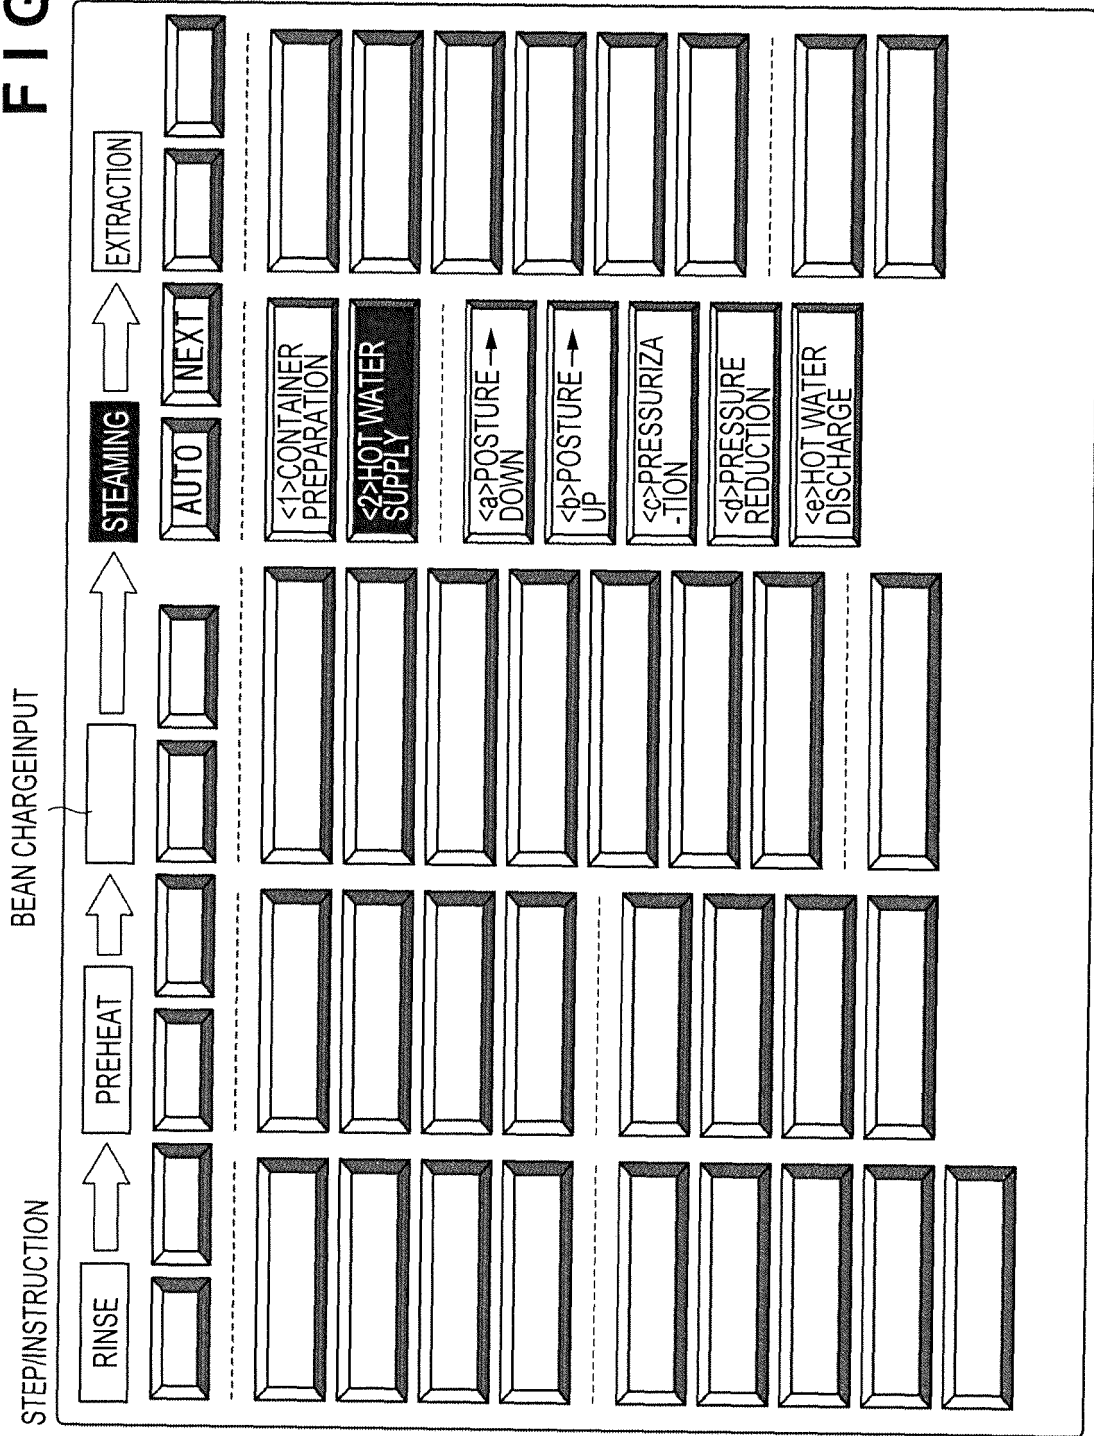 FIG
BEAN CHARGEINPUT
STEP/INSTRUCTION
RINSE
PREHEAT
STEAMING
EXTRACTION
AUTO
NEXT
<1>CONTAINER
PREPARATION
<2>HOT WATER
SUPPLY
<a>POSTURE→
DOWN
<b>POSTURE→
UP
<c>PRESSURIZA
-TION
<d>PRESSURE
REDUCTION
<e>HOT WATER
DISCHARGE